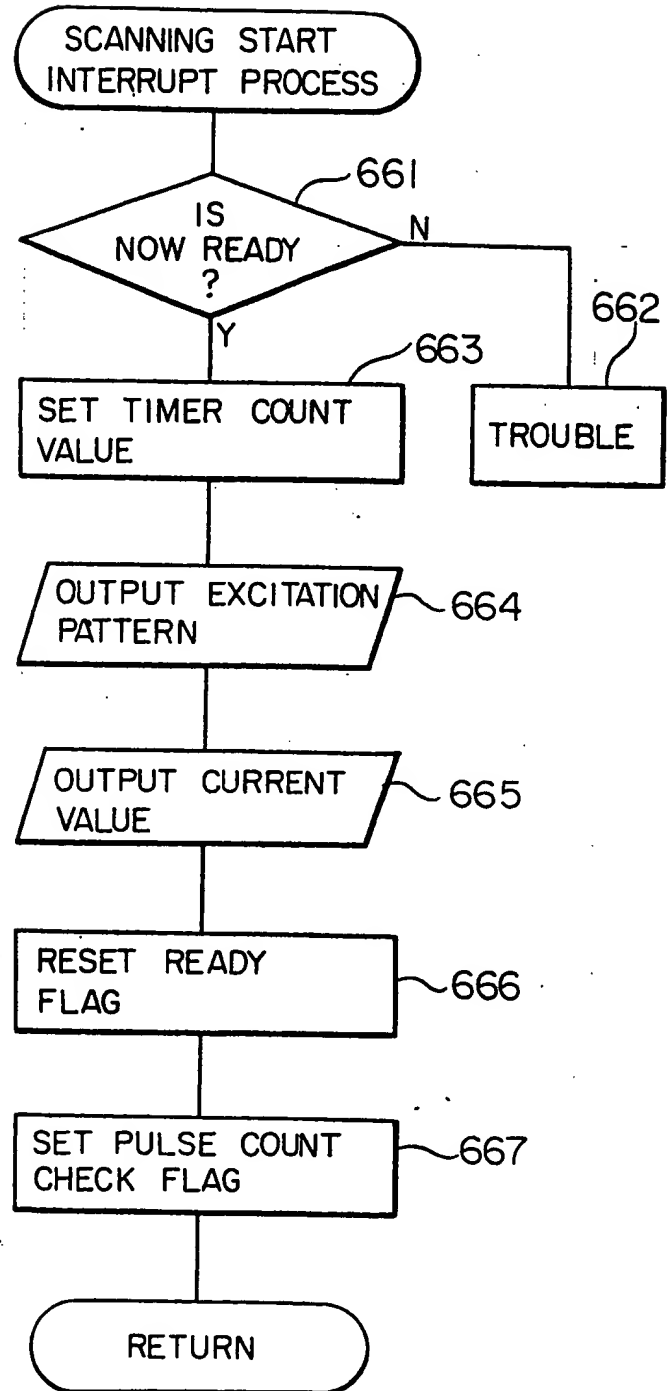 SCANNING START
INTERRUPT PROCESS
661
IS
NOW READY
?
N
Y
662
TROUBLE
663
SET TIMER COUNT
VALUE
OUTPUT EXCITATION
PATTERN
664
OUTPUT CURRENT
VALUE
665
RESET READY
FLAG
666
SET PULSE COUNT
CHECK FLAG
667
RETURN